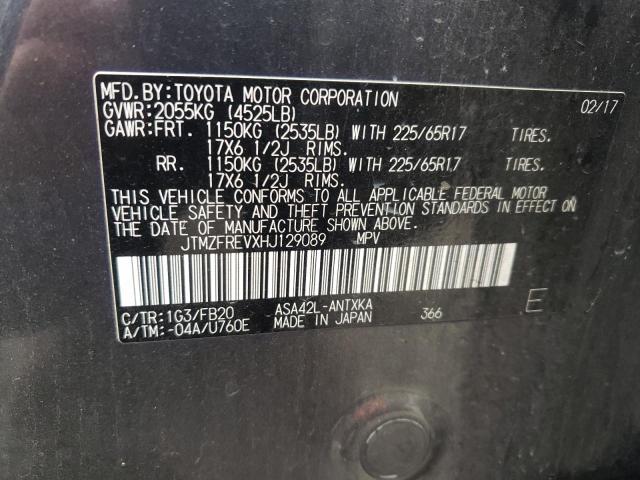 MFD.BY:TOYOTA MOTOR CORPORATION 02/17
GVWR:2055KG (4525LB)
GAWR:FRT. 1150KG (2535LB) WITH 225/65R17 TIRES.
17X6 1/2J RIMS.
RR. 1150KG (2535LB) WITH 225/65R17 TIRES.
17X6 1/2J RIMS.
THIS VEHICLE CONFORMS TO ALL APPLICABLE FEDERAL MOTOR
VEHICLE SAFETY AND THEFT PREVENTION STANDARDS IN EFFECT ON
THE DATE OF MANUFACTURE SHOWN ABOVE.
JTMZFREVXHJ129089 MPV
C/TR:1G3/FB20 ASA42L-ANTXKA 366 E
A/TM:-04A/U760E MADE IN JAPAN